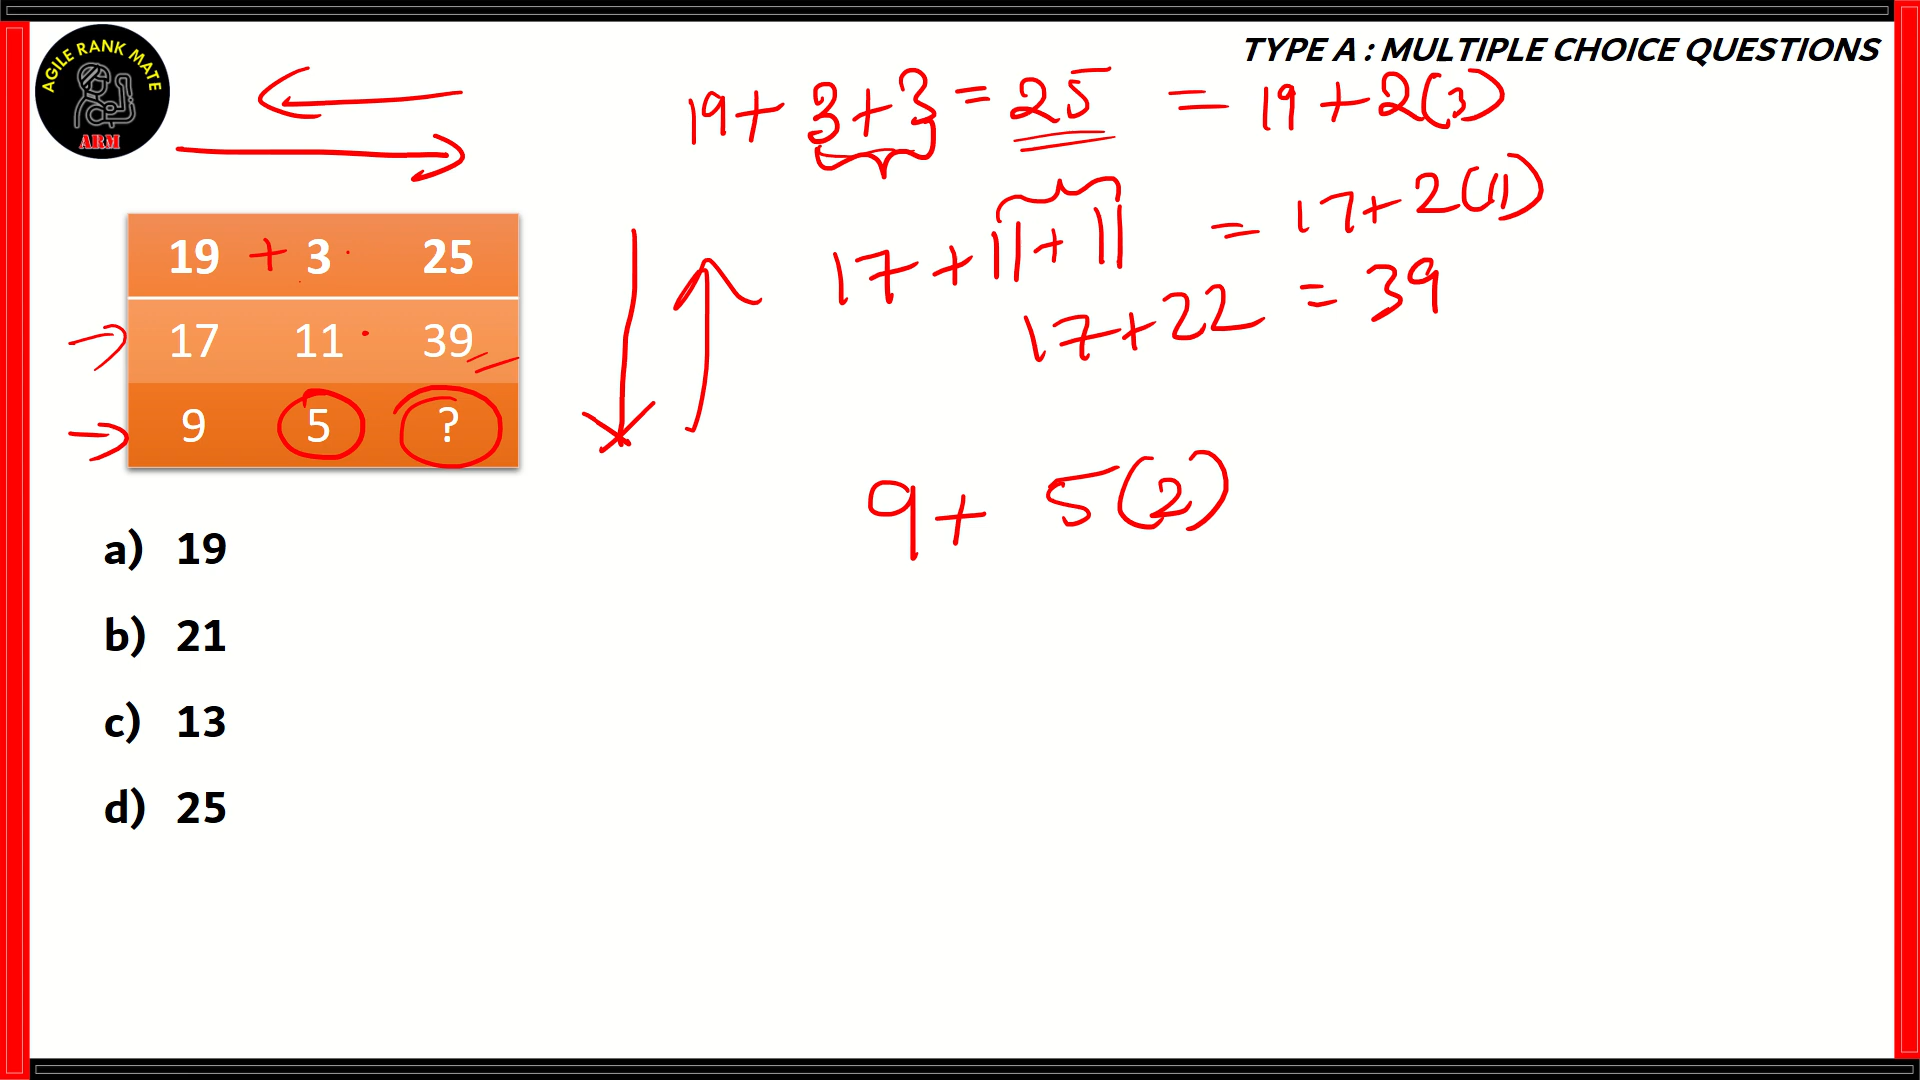 AGILE RANK MATE
ARM
TYPE A : MULTIPLE CHOICE QUESTIONS
19 + 3 + 3 = 25 = 19 + 2(3)
17 + 11 + 11 = 17 + 2(11)
17 + 22 = 39
19 + 3 25
17 11 39
9 5 ?
9 + 5(2)
a) 19
b) 21
c) 13
d) 25